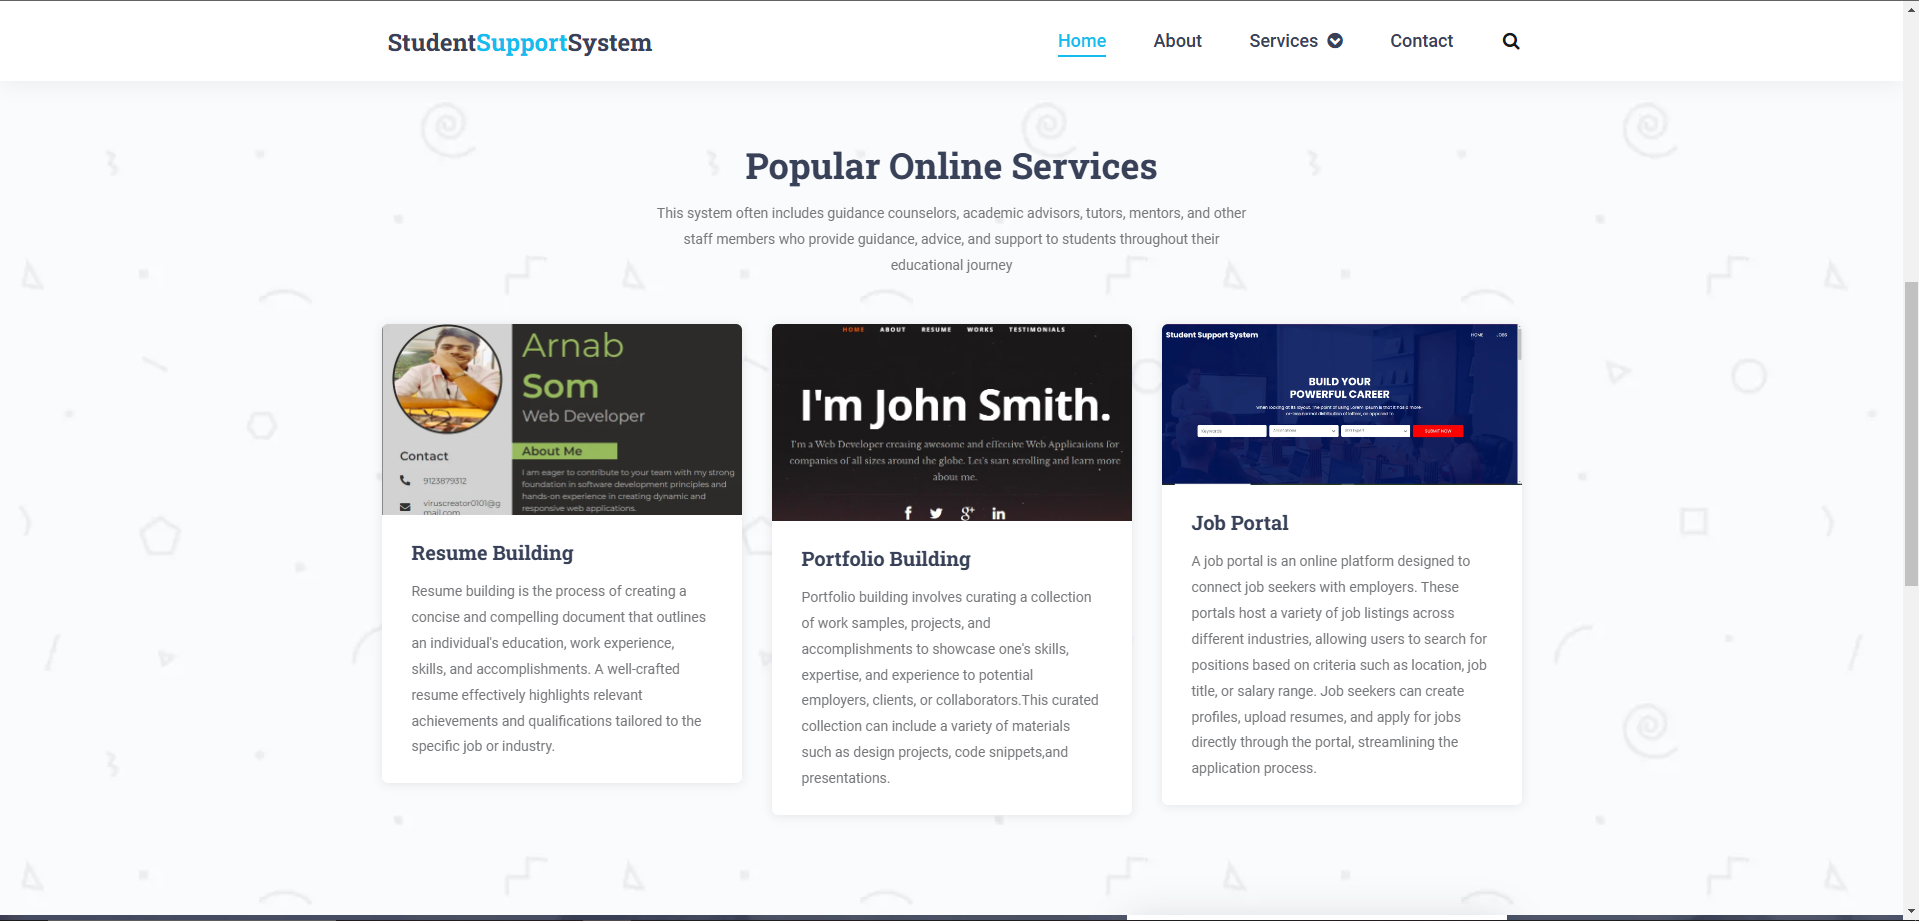 StudentSupportSystem
Home About Services Contact
Popular Online Services
This system often includes guidance counselors, academic advisors, tutors, mentors, and other
staff members who provide guidance, advice, and support to students throughout their
educational journey
Arnab
Som
Web Developer
About Me
I am eager to contribute to your team with my strong
foundation in software development principles and
hands-on experience in creating dynamic and
responsive web applications.
Contact
9123879312
viruscreator0101@g
mail.com
Resume Building
Resume building is the process of creating a
concise and compelling document that outlines
an individual's education, work experience,
skills, and accomplishments. A well-crafted
resume effectively highlights relevant
achievements and qualifications tailored to the
specific job or industry.
HOME ABOUT RESUME WORKS TESTIMONIALS
I'm John Smith.
I'm a Web Developer creating awesome and effective Web Applications for
companies of all sizes around the globe. Let's start scrolling and learn more
about me.
Portfolio Building
Portfolio building involves curating a collection
of work samples, projects, and
accomplishments to showcase one's skills,
expertise, and experience to potential
employers, clients, or collaborators.This curated
collection can include a variety of materials
such as design projects, code snippets,and
presentations.
Student Support System
HOME JOBS
BUILD YOUR
POWERFUL CAREER
Keywords
SUBMIT NOW
Job Portal
A job portal is an online platform designed to
connect job seekers with employers. These
portals host a variety of job listings across
different industries, allowing users to search for
positions based on criteria such as location, job
title, or salary range. Job seekers can create
profiles, upload resumes, and apply for jobs
directly through the portal, streamlining the
application process.